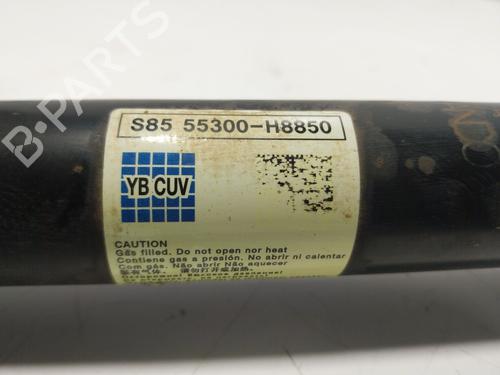 S85 55300-H8850
YB CUV
CAUTION
Gas filled. Do not open nor heat
Contiene gas a presión. No abrir ni calentar
Com gás. Não abrir Não aquecer